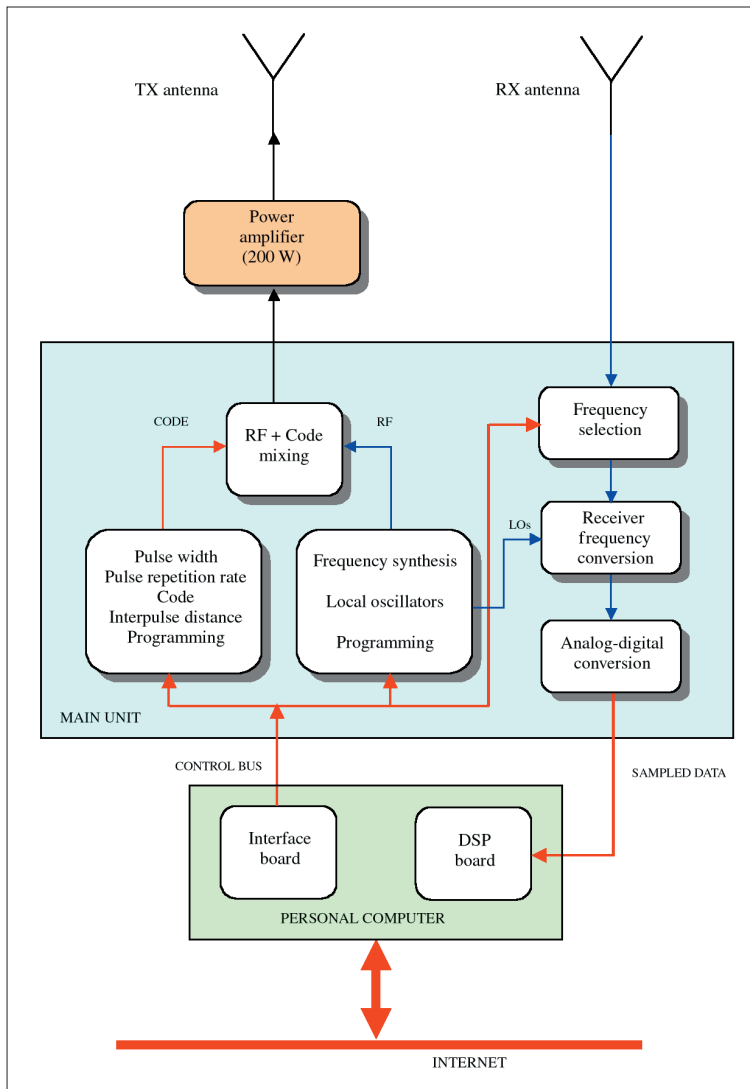 TX antenna
RX antenna
Power
amplifier
(200 W)
CODE
RF
RF + Code
mixing
Frequency
selection
LOs
Receiver
frequency
conversion
Pulse width
Pulse repetition rate
Code
Interpulse distance
Programming
Frequency synthesis
Local oscillators
Programming
Analog-digital
conversion
MAIN UNIT
CONTROL BUS
SAMPLED DATA
Interface
board
DSP
board
PERSONAL COMPUTER
INTERNET